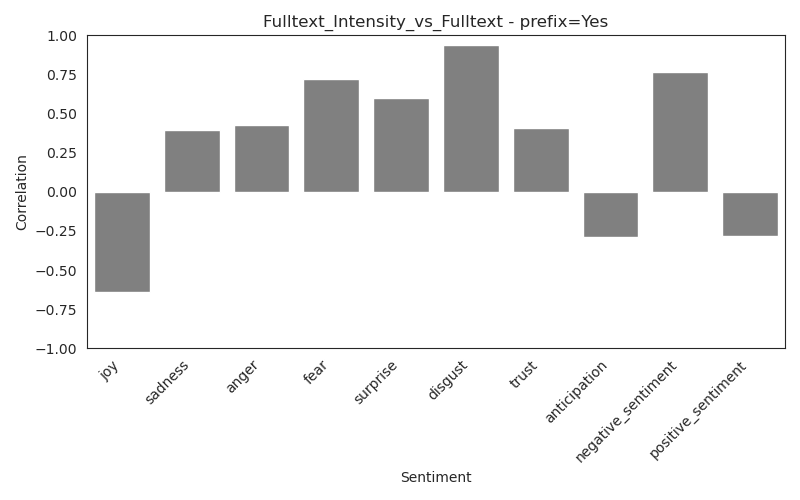 Fulltext_Intensity_vs_Fulltext - prefix=Yes
1.00
0.75
0.50
0.25
0.00
−0.25
−0.50
−0.75
−1.00
Correlation
joy
sadness
anger
fear
surprise
disgust
trust
anticipation
negative_sentiment
positive_sentiment
Sentiment